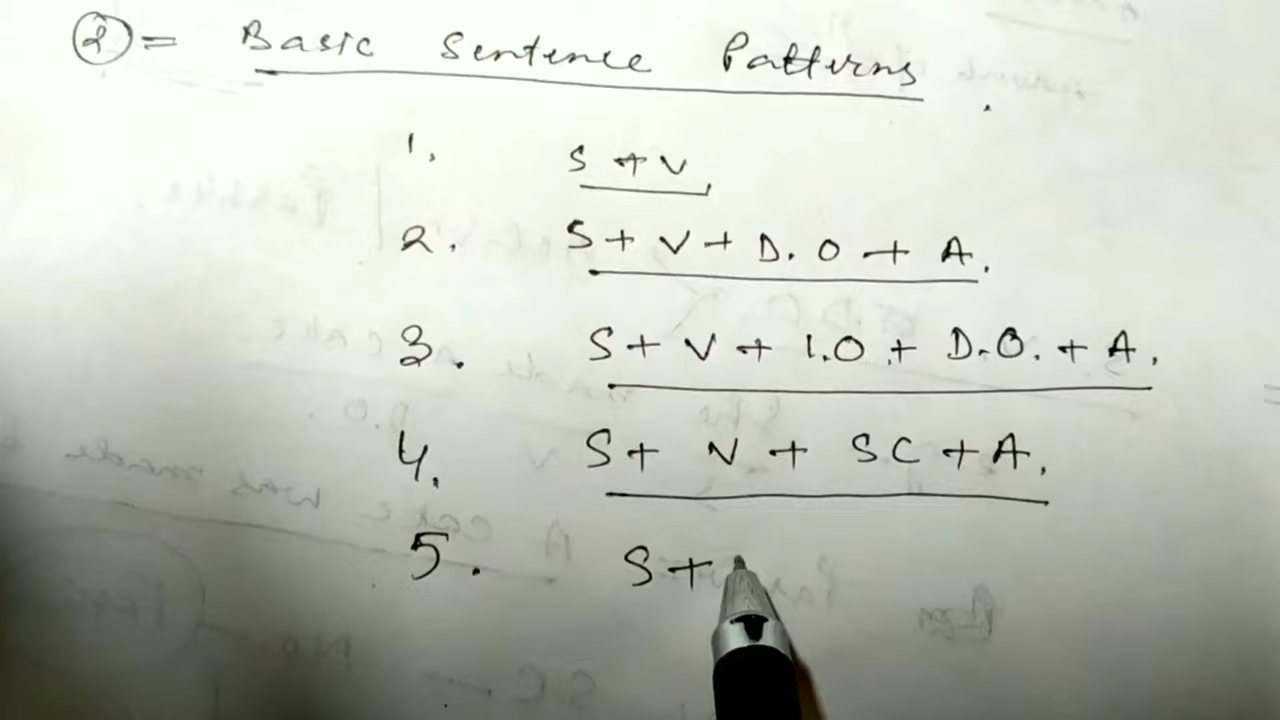 ② = Basic Sentence Patterns.
1. S + V
2. S + V + D.O + A.
3. S + V + I.O + D.O. + A.
4. S + V + SC + A.
5. S +